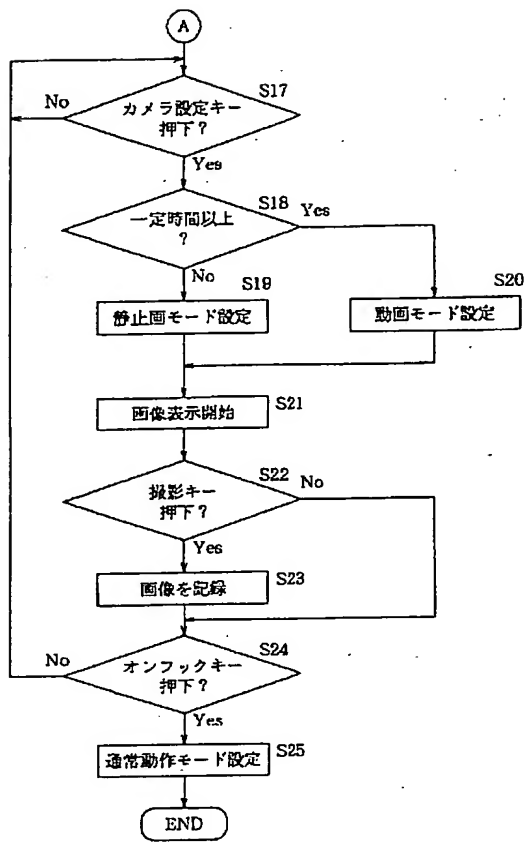 A
No
S17
カメラ設定キー
押下？
Yes
S18
一定時間以上
？
Yes
No
S19
静止画モード設定
S20
動画モード設定
画像表示開始
S21
S22
撮影キー
押下？
No
Yes
画像を記録
S23
S24
No
オンフックキー
押下？
Yes
通常動作モード設定
S25
END